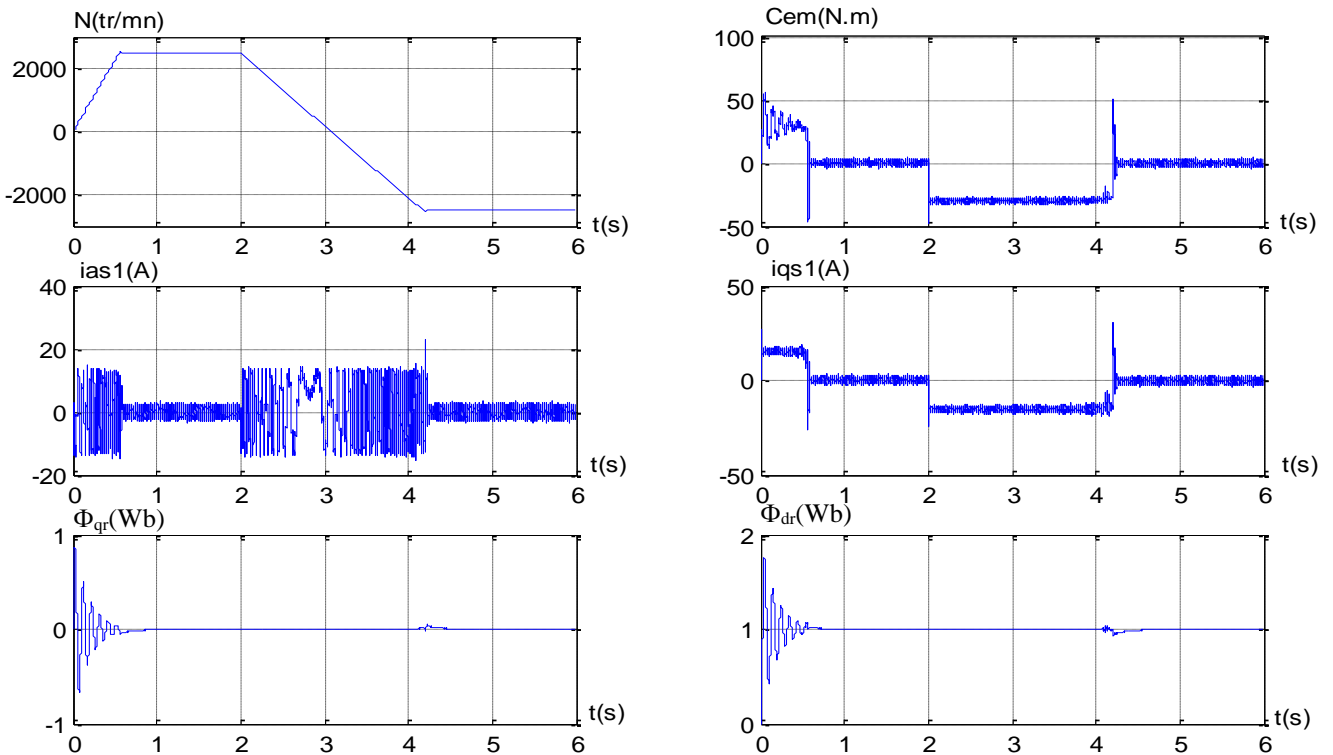 N(tr/mn)
2000
0
-2000
0 1 2 3 4 5 6
t(s)
Cem(N.m)
100
50
0
-50
0 1 2 3 4 5 6
t(s)
ias1(A)
40
20
0
-20
0 1 2 3 4 5 6
t(s)
iqs1(A)
50
0
-50
0 1 2 3 4 5 6
t(s)
Φqr(Wb)
1
0
-1
0 1 2 3 4 5 6
t(s)
Φdr(Wb)
2
1
0
0 1 2 3 4 5 6
t(s)